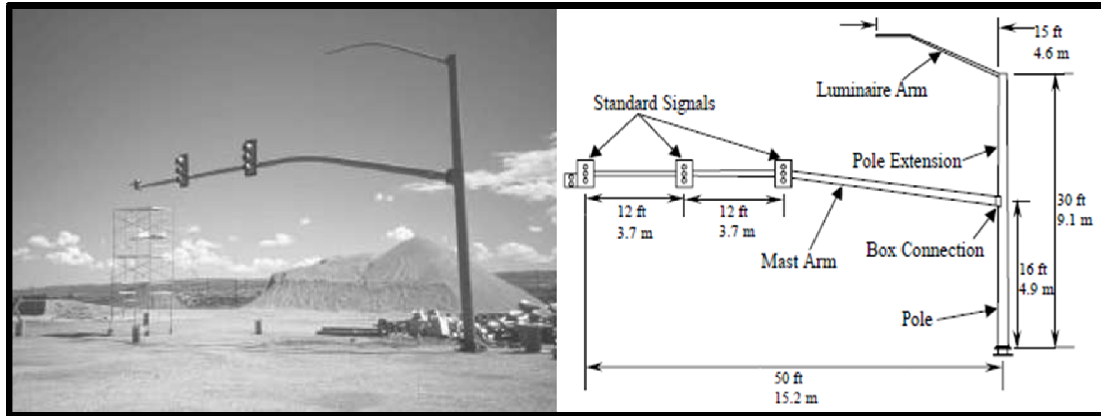 15 ft
4.6 m
Luminaire Arm
Standard Signals
Pole Extension
12 ft
3.7 m
12 ft
3.7 m
Mast Arm
Box Connection
30 ft
9.1 m
16 ft
4.9 m
Pole
50 ft
15.2 m